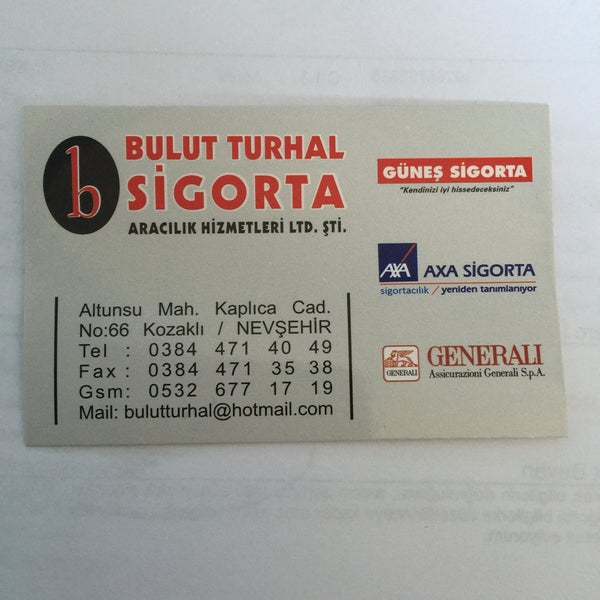 b
BULUT TURHAL
SİGORTA
ARACILIK HİZMETLERİ LTD. ŞTİ.
GÜNEŞ SİGORTA
"Kendinizi iyi hissedeceksiniz"
AXA
AXA SİGORTA
sigortacılık / yeniden tanımlanıyor
GENERALI
GENERALI
Assicurazioni Generali S.p.A.
Altunsu Mah. Kaplıca Cad.
No:66 Kozaklı / NEVŞEHİR
Tel : 0384 471 40 49
Fax : 0384 471 35 38
Gsm: 0532 677 17 19
Mail: bulutturhal@hotmail.com